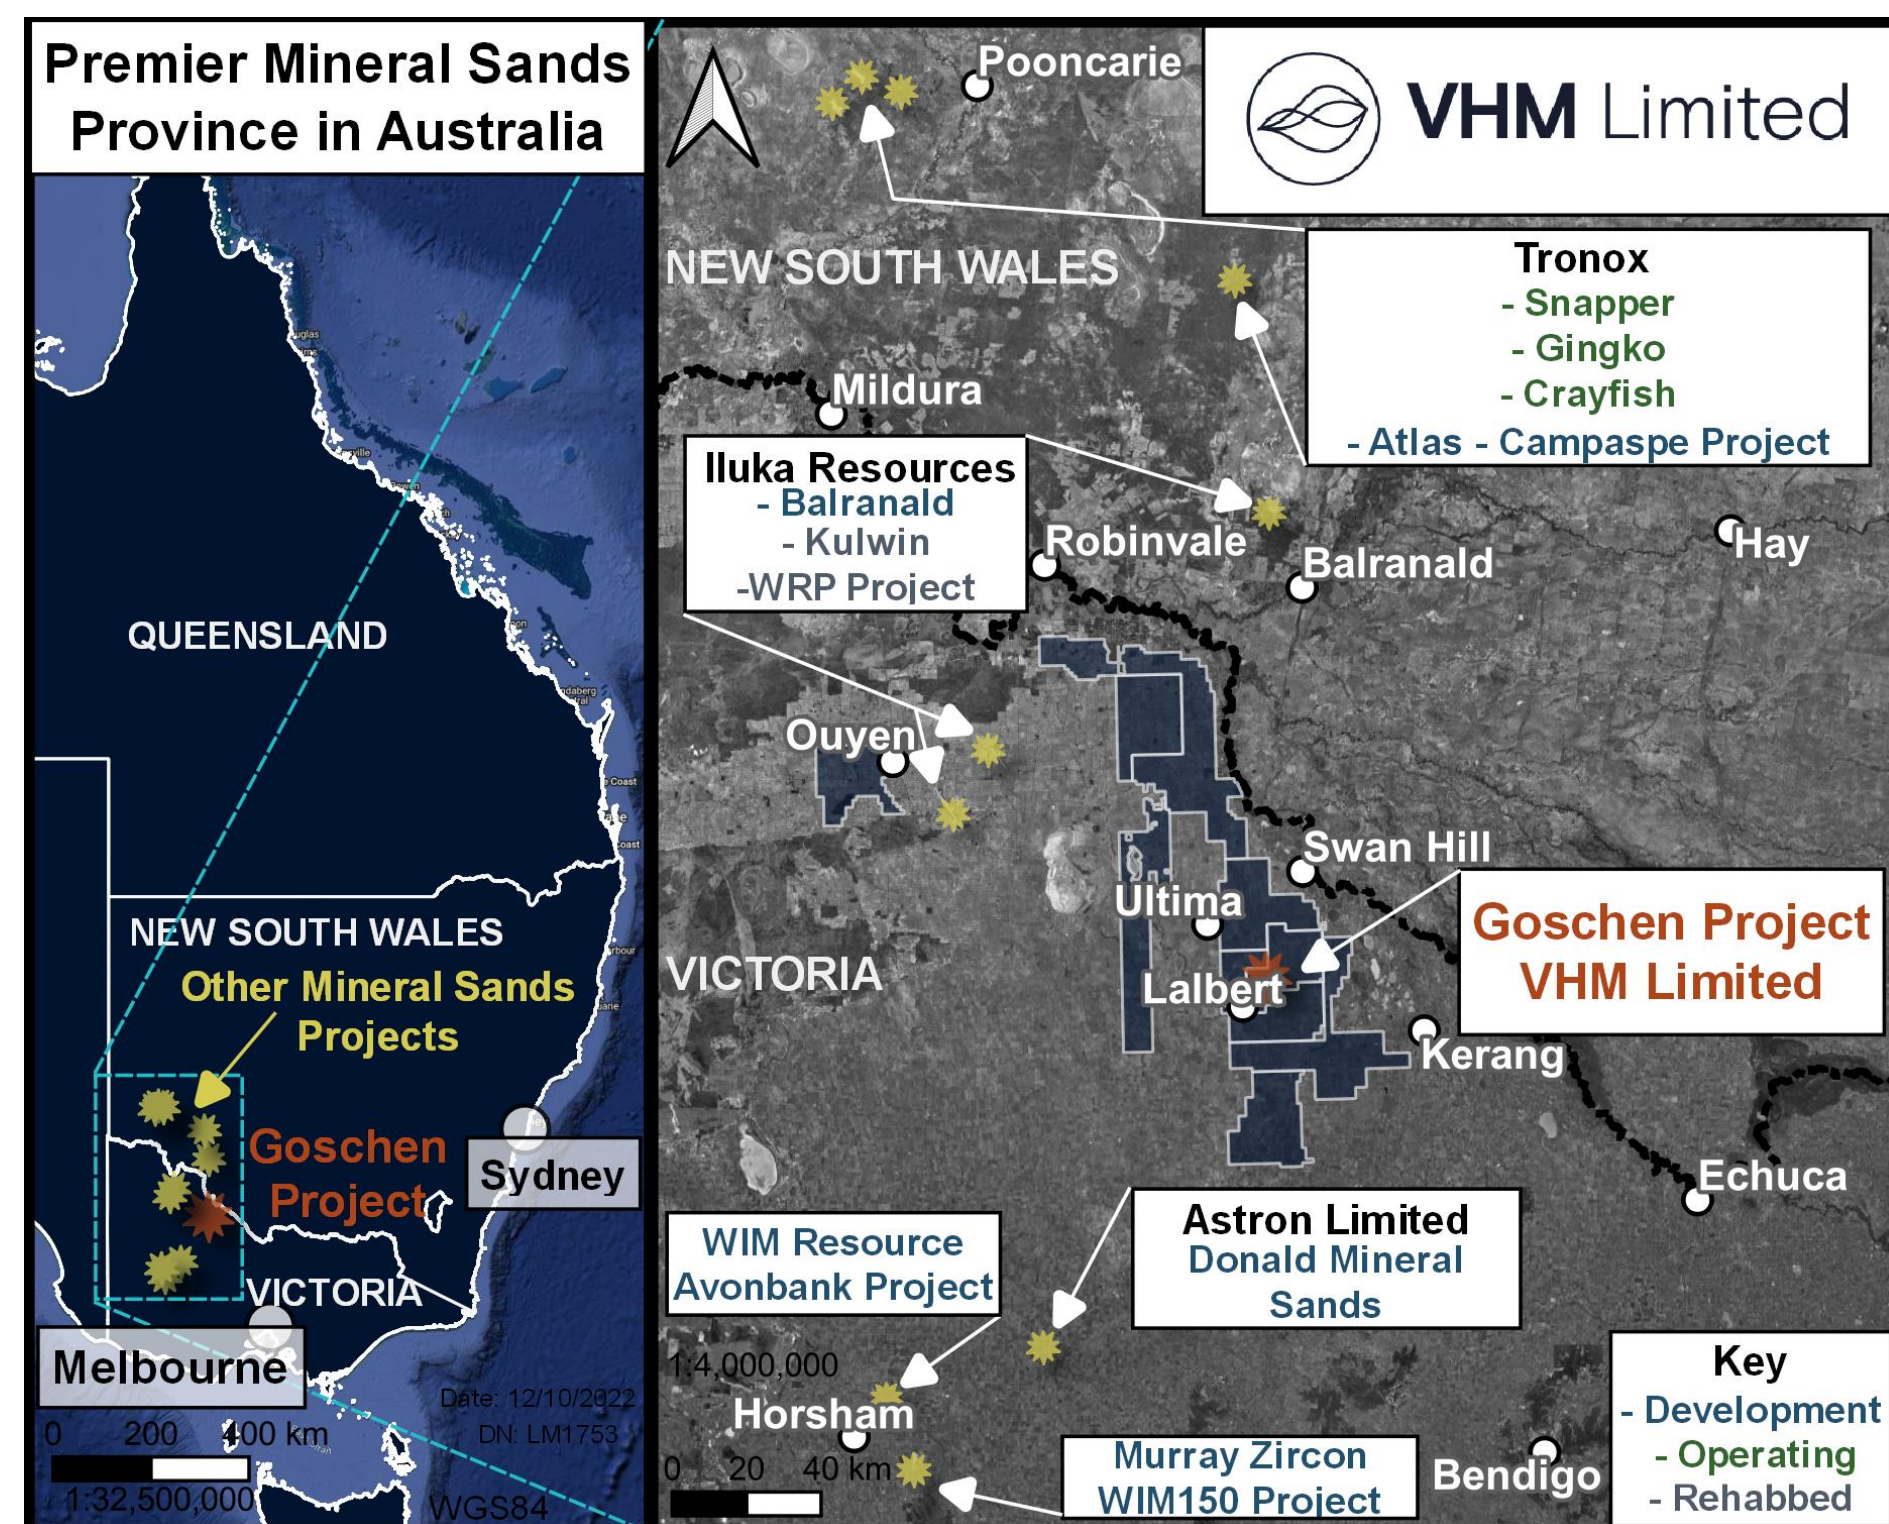 Premier Mineral Sands
Province in Australia
QUEENSLAND
NEW SOUTH WALES
Other Mineral Sands
Projects
Goschen
Project
Sydney
VICTORIA
Melbourne
Date: 12/10/2022
DN: LM1753
0 200 400 km
1:32,500,000
WGS84
Pooncarie
VHM Limited
NEW SOUTH WALES
Tronox
- Snapper
- Gingko
- Crayfish
- Atlas - Campaspe Project
Mildura
Iluka Resources
- Balranald
- Kulwin
-WRP Project
Robinvale
Balranald
Hay
Ouyen
Swan Hill
Ultima
Goschen Project
VHM Limited
VICTORIA
Lalbert
Kerang
Echuca
WIM Resource
Avonbank Project
Astron Limited
Donald Mineral
Sands
1:4,000,000
Horsham
0 20 40 km
Murray Zircon
WIM150 Project
Bendigo
Key
- Development
- Operating
- Rehabbed